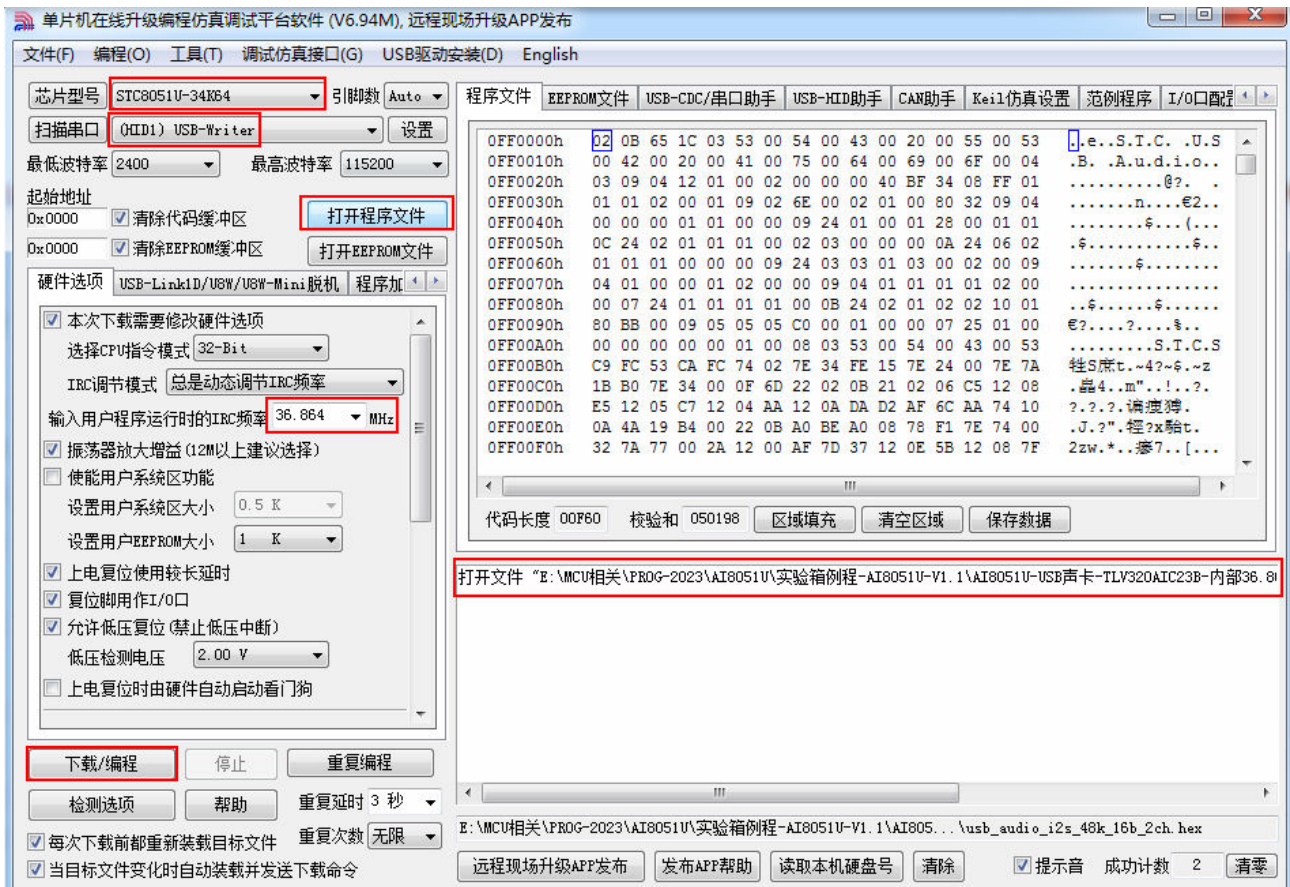 单片机在线升级编程仿真调试平台软件 (V6.94M), 远程现场升级APP发布
文件(F) 编程(O) 工具(T) 调试仿真接口(G) USB驱动安装(D) English
芯片型号 STC8051U-34K64 引脚数 Auto
扫描串口 (HID1) USB-Writer 设置
最低波特率 2400 最高波特率 115200
起始地址
0x0000 清除代码缓冲区 打开程序文件
0x0000 清除EEPROM缓冲区 打开EEPROM文件
硬件选项 USB-Link1D/U8W/U8W-Mini脱机 程序加
本次下载需要修改硬件选项
选择CPU指令模式 32-Bit
IRC调节模式 总是动态调节IRC频率
输入用户程序运行时的IRC频率 36.864 MHz
振荡器放大增益(12M以上建议选择)
使能用户系统区功能
设置用户系统区大小 0.5 K
设置用户EEPROM大小 1 K
上电复位使用较长延时
复位脚用作I/O口
允许低压复位(禁止低压中断)
低压检测电压 2.00 V
上电复位时由硬件自动启动看门狗
下载/编程 停止 重复编程
检测选项 帮助 重复延时 3 秒
每次下载前都重新装载目标文件 重复次数 无限
当目标文件变化时自动装载并发送下载命令
程序文件 EEPROM文件 USB-CDC/串口助手 USB-HID助手 CAN助手 Keil仿真设置 范例程序 I/O口配置
0FF0000h 02 0B 65 1C 03 53 00 54 00 43 00 20 00 55 00 53 ..e..S.T.C. .U.S
0FF0010h 00 42 00 20 00 41 00 75 00 64 00 69 00 6F 00 04 .B. .A.u.d.i.o..
0FF0020h 03 09 04 12 01 00 02 00 00 00 40 BF 34 08 FF 01 ..........@?. .
0FF0030h 01 01 02 00 01 09 02 6E 00 02 01 00 80 32 09 04 .......n....€2..
0FF0040h 00 00 00 01 01 00 00 09 24 01 00 01 28 00 01 01 ........$...(...
0FF0050h 0C 24 02 01 01 01 00 02 03 00 00 00 0A 24 06 02 .$...........$..
0FF0060h 01 01 01 00 00 00 09 24 03 03 01 03 00 02 00 09 .......$........
0FF0070h 04 01 00 00 01 02 00 00 09 04 01 01 01 01 02 00 ................
0FF0080h 00 07 24 01 01 01 01 00 0B 24 02 01 02 02 10 01 ..$......$......
0FF0090h 80 BB 00 09 05 05 05 C0 00 01 00 00 07 25 01 00 €?....?....%..
0FF00A0h 00 00 00 00 00 00 01 00 08 03 53 00 54 00 43 00 .........S.T.C.S
0FF00B0h C9 FC 53 CA FC 74 02 7E 34 FE 15 7E 24 00 7E 7A 牲S庶t.~4?~$.~z
0FF00C0h 1B B0 7E 34 00 0F 6D 22 02 0B 21 02 06 C5 12 08
0FF00D0h E5 12 05 C7 12 04 AA 12 0A DA D2 AF 6C AA 74 10
0FF00E0h 0A 4A 19 B4 00 22 0B A0 BE A0 08 78 F1 7E 74 00
0FF00F0h 32 7A 77 00 2A 12 00 AF 7D 37 12 0E 5B 12 08 7F
代码长度 00F60 校验和 050198 区域填充 清空区域 保存数据
打开文件 “E:\MCU相关\PROG-2023\AI8051U\实验箱例程-AI8051U-V1.1\AI8051U-USB声卡-TLV320AIC23B-内部36.8
E:\MCU相关\PROG-2023\AI8051U\实验箱例程-AI8051U-V1.1\AI805...\usb_audio_i2s_48k_16b_2ch.hex
远程现场升级APP发布 发布APP帮助 读取本机硬盘号 清除 提示音 成功计数 2 清零